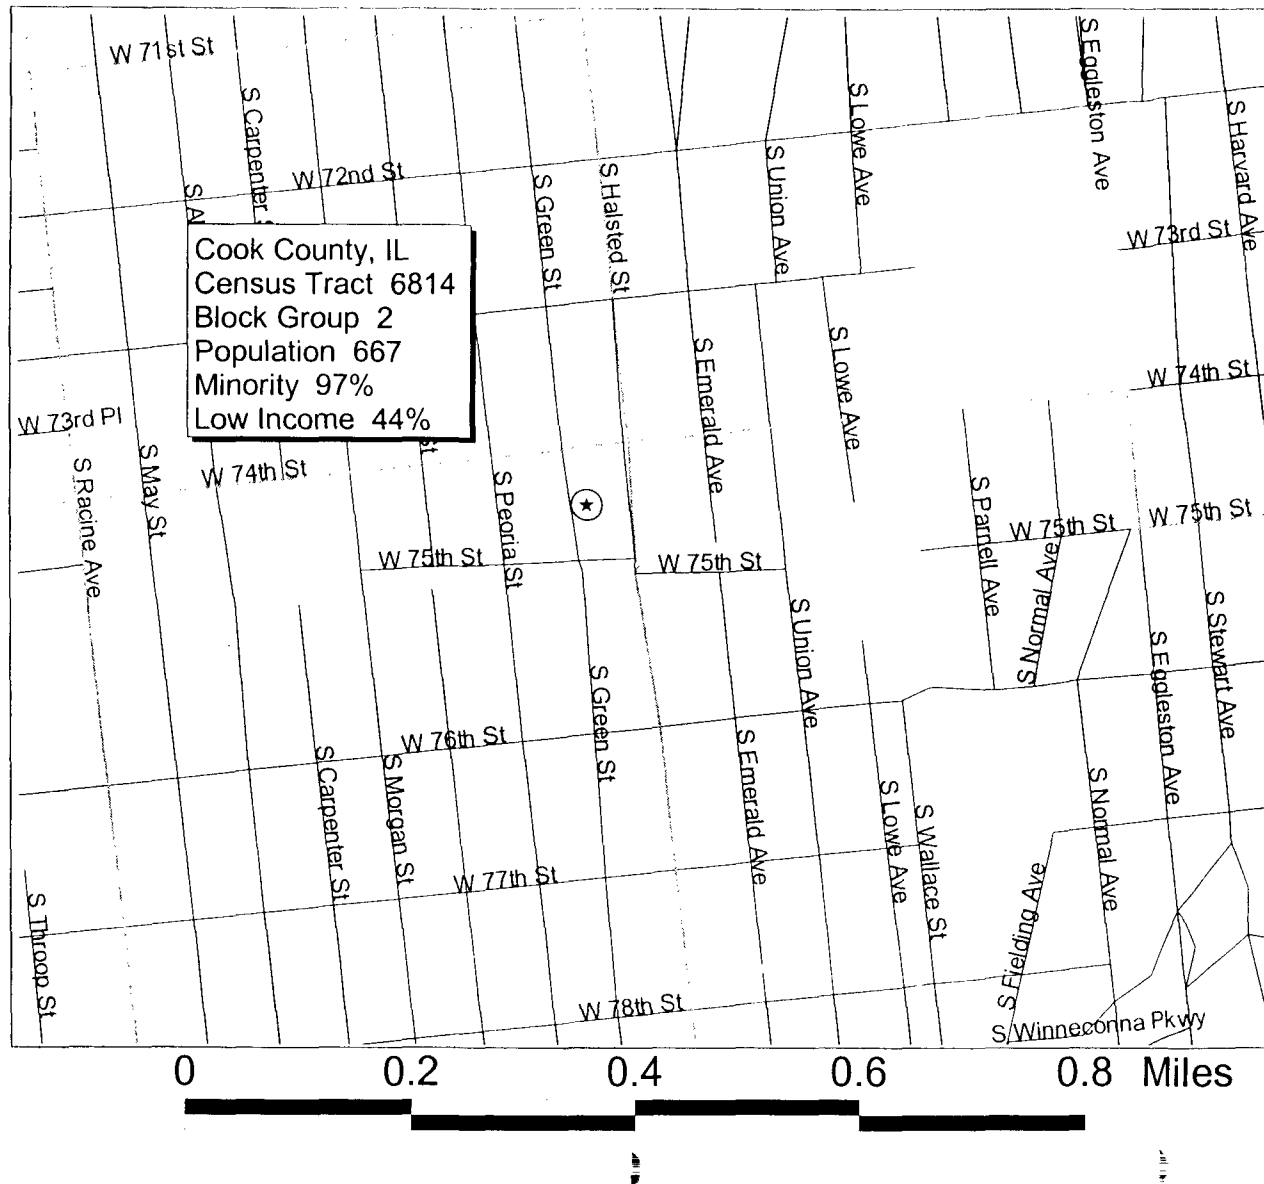 W 71st St
S Carpenter S
S Eggleston Ave
S Lowe Ave
S Harvard Ave
W 72nd St
S Al
S Green St
S Halsted St
S Union Ave
W 73rd St
Cook County, IL
Census Tract 6814
Block Group 2
Population 667
Minority 97%
Low Income 44%
S Emerald Ave
S Lowe Ave
W 74th St
W 73rd Pl
St
S May St
W 74th St
S Racine Ave
S Peoria St
S Parnell Ave
W 75th St
W 75th St
W 75th St
W 75th St
S Normal Ave
S Union Ave
S Stewart Ave
S Eggleston Ave
S Green St
W 76th St
S Emerald Ave
S Carpenter St
S Morgan St
S Lowe Ave
S Wallace St
S Normal Ave
W 77th St
S Fielding Ave
S Throop St
W 78th St
S Winneconna Pkwy
0 0.2 0.4 0.6 0.8 Miles